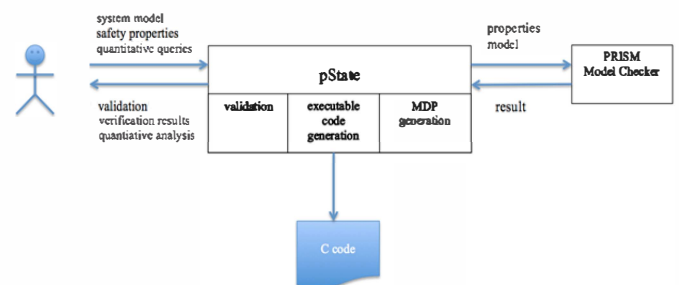 system model
safety properties
quantitative queries
validation
verification results
quantiative analysis
pState
validation
executable
code
generation
MDP
generation
properties
model
result
PRISM
Model Checker
C code